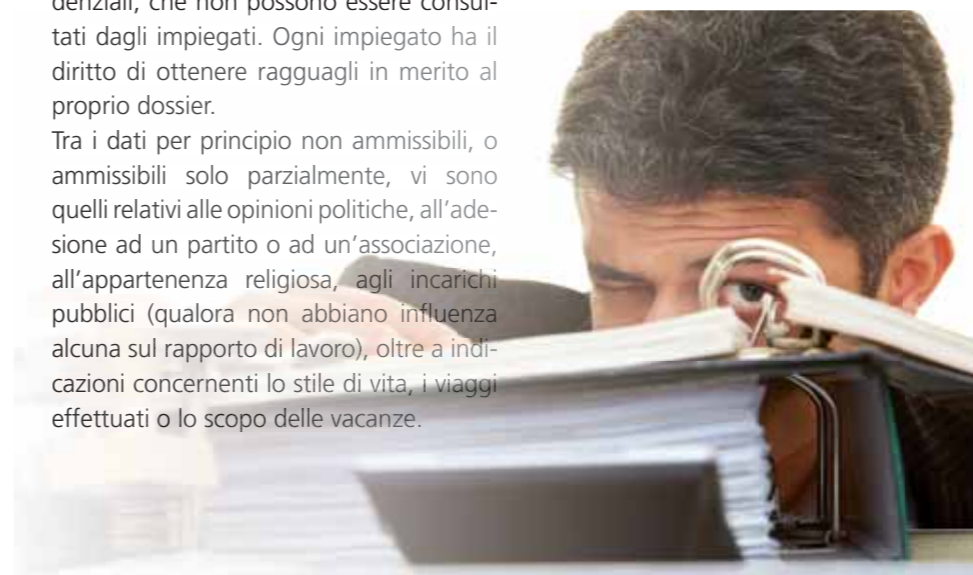 denziali, che non possono essere consul-
tati dagli impiegati. Ogni impiegato ha il
diritto di ottenere ragguagli in merito al
proprio dossier.
Tra i dati per principio non ammissibili, o
ammissibili solo parzialmente, vi sono
quelli relativi alle opinioni politiche, all’ade-
sione ad un partito o ad un’associazione,
all’appartenenza religiosa, agli incarichi
pubblici (qualora non abbiano influenza
alcuna sul rapporto di lavoro), oltre a indi-
cazioni concernenti lo stile di vita, i viaggi
effettuati o lo scopo delle vacanze.